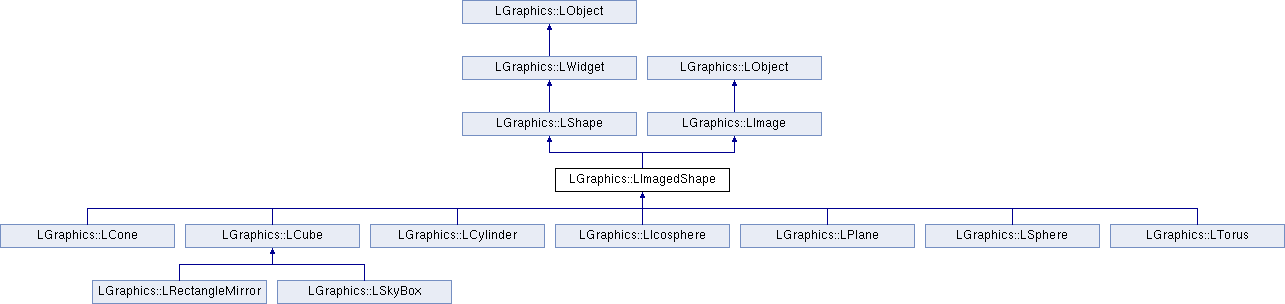 LGraphics::LObject
LGraphics::LWidget LGraphics::LObject
LGraphics::LShape LGraphics::LImage
LGraphics::LImagedShape
LGraphics::LCone LGraphics::LCube LGraphics::LCylinder LGraphics::LIcosphere LGraphics::LPlane LGraphics::LSphere LGraphics::LTorus
LGraphics::LRectangleMirror LGraphics::LSkyBox